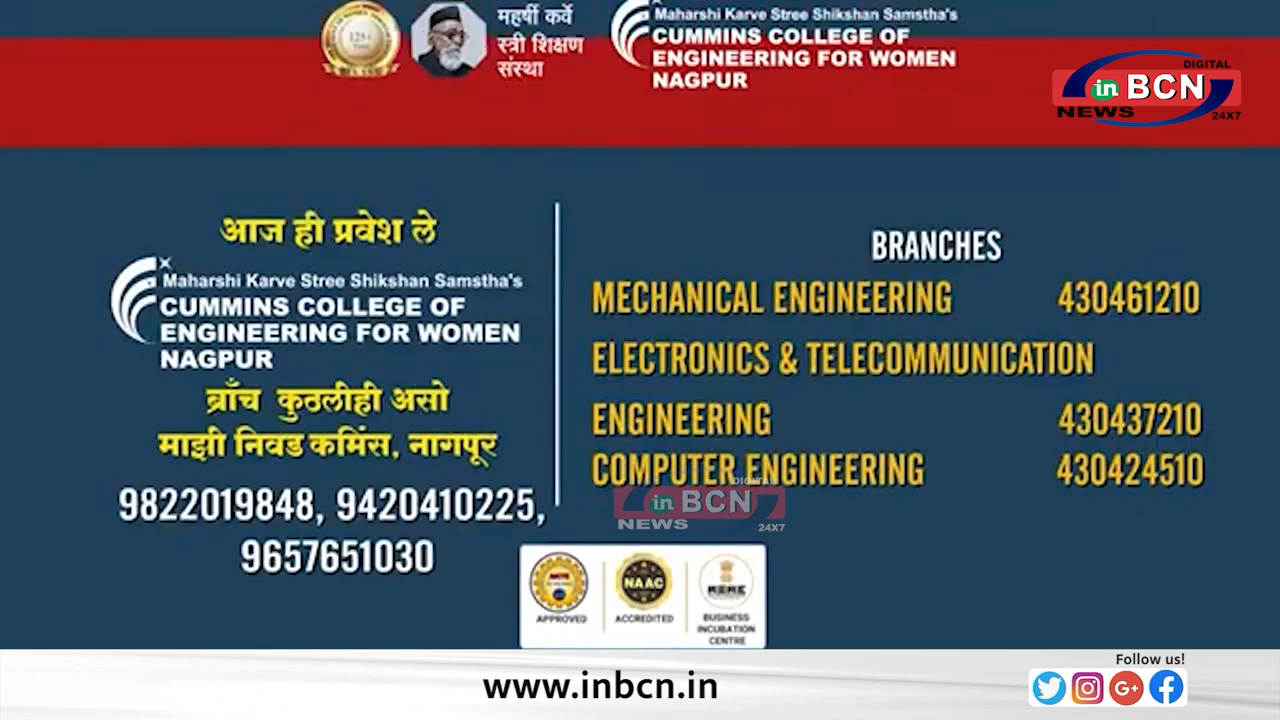 महर्षी कर्वे
स्त्री शिक्षण
संस्था
Maharshi Karve Stree Shikshan Samstha's
CUMMINS COLLEGE OF
ENGINEERING FOR WOMEN
NAGPUR
DIGITAL
in BCN
NEWS
24X7
आज ही प्रवेश ले
Maharshi Karve Stree Shikshan Samstha's
CUMMINS COLLEGE OF
ENGINEERING FOR WOMEN
NAGPUR
ब्राँच कुठलीही असो
माझी निवड कमिंस, नागपूर
9822019848, 9420410225,
9657651030
BRANCHES
MECHANICAL ENGINEERING 430461210
ELECTRONICS & TELECOMMUNICATION
ENGINEERING 430437210
COMPUTER ENGINEERING 430424510
DIGITAL
in BCN
NEWS
24X7
APPROVED
NAAC
ACCREDITED
BUSINESS
INCUBATION
CENTRE
www.inbcn.in
Follow us!